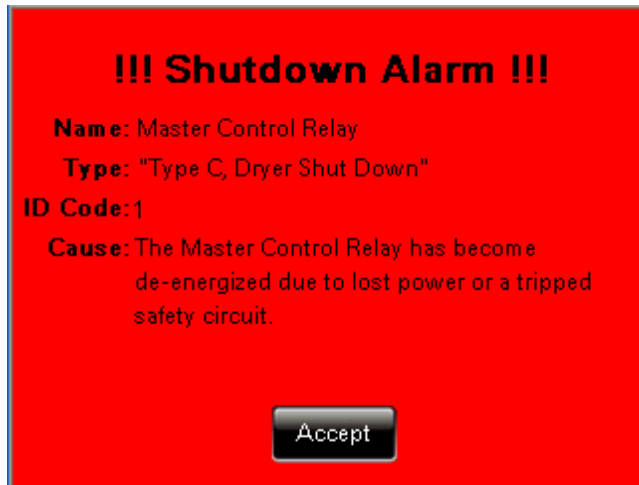 !!! Shutdown Alarm !!!
Name: Master Control Relay
Type: "Type C, Dryer Shut Down"
ID Code: 1
Cause: The Master Control Relay has become
de-energized due to lost power or a tripped
safety circuit.
Accept